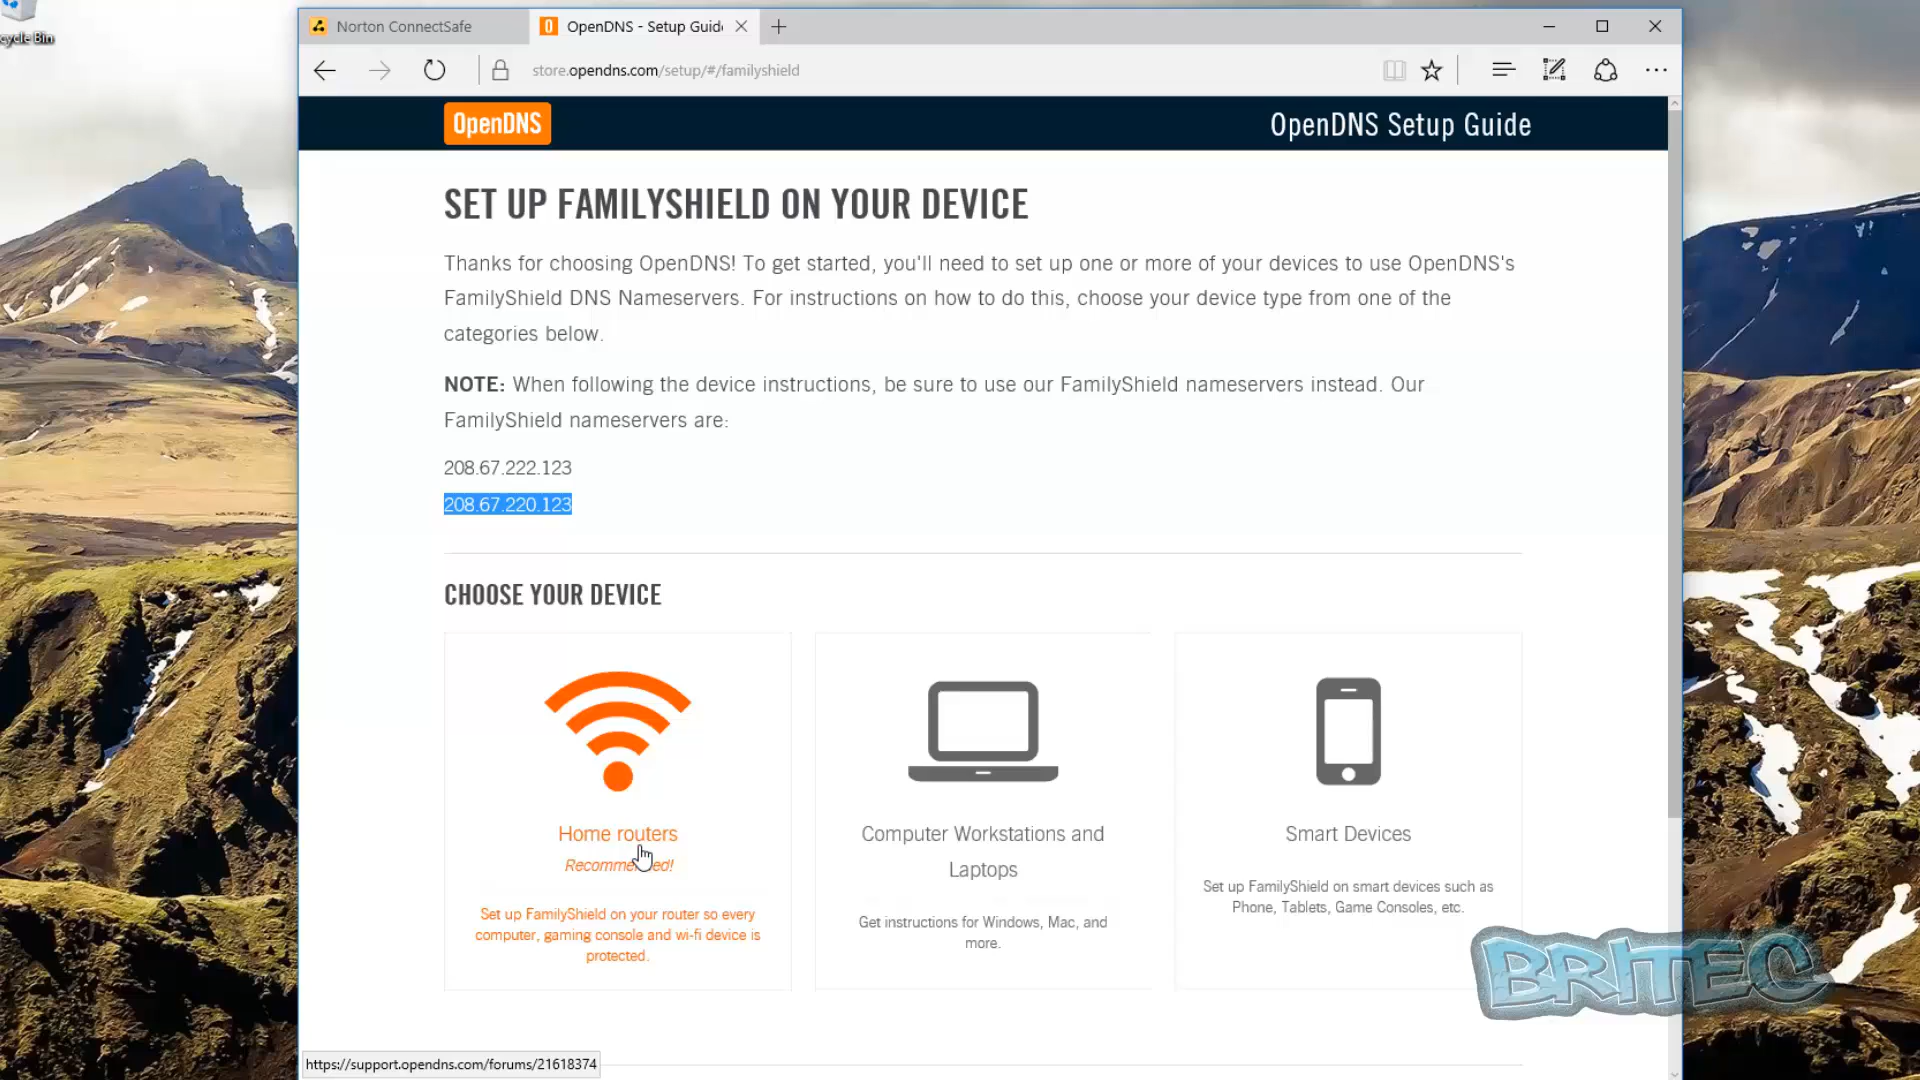 cycle Bin
Norton ConnectSafe
OpenDNS - Setup Guide
store.opendns.com/setup/#/familyshield
OpenDNS
OpenDNS Setup Guide
SET UP FAMILYSHIELD ON YOUR DEVICE
Thanks for choosing OpenDNS! To get started, you'll need to set up one or more of your devices to use OpenDNS's
FamilyShield DNS Nameservers. For instructions on how to do this, choose your device type from one of the
categories below.
NOTE: When following the device instructions, be sure to use our FamilyShield nameservers instead. Our
FamilyShield nameservers are:
208.67.222.123
208.67.220.123
CHOOSE YOUR DEVICE
Home routers
Recommended!
Set up FamilyShield on your router so every
computer, gaming console and wi-fi device is
protected.
Computer Workstations and
Laptops
Get instructions for Windows, Mac, and
more.
Smart Devices
Set up FamilyShield on smart devices such as
Phone, Tablets, Game Consoles, etc.
BRITEC
https://support.opendns.com/forums/21618374